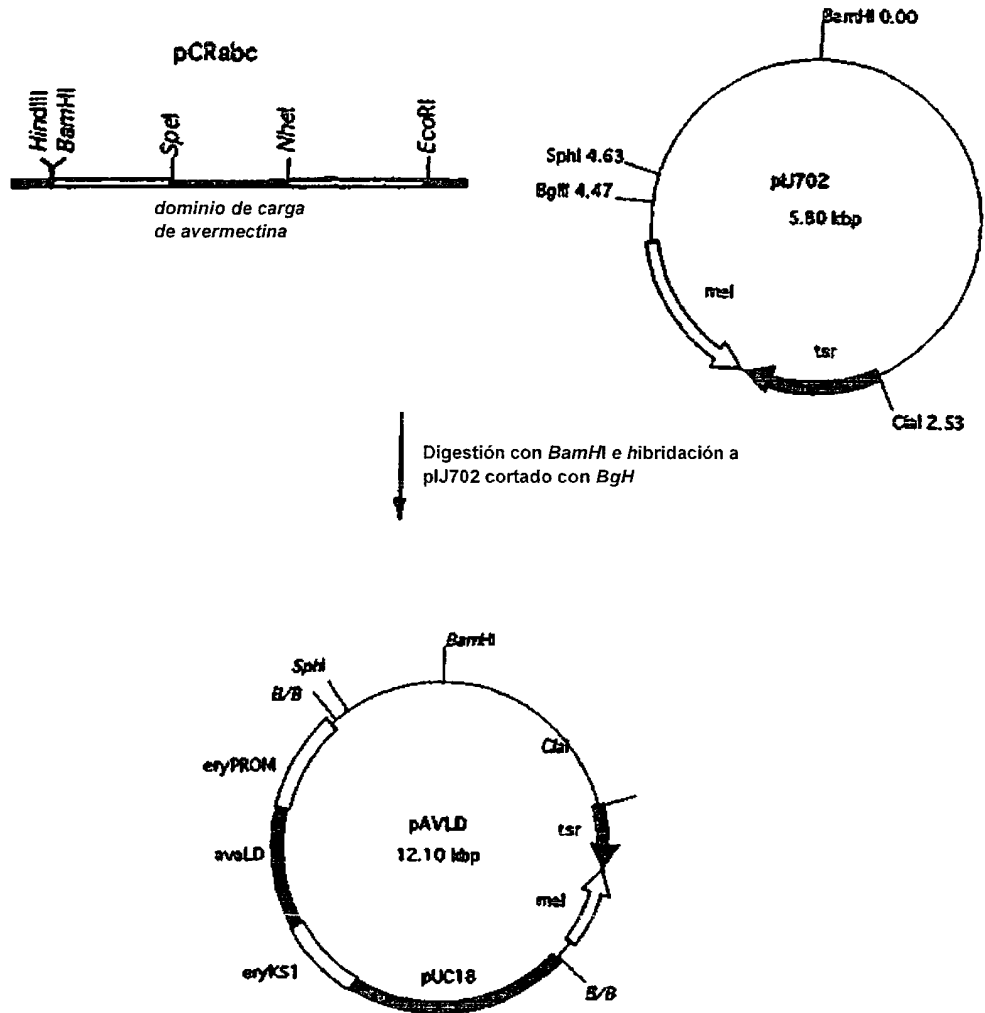 pCRabc
HindIII
BamHI
SpeI
NheI
EcoRI
dominio de carga
de avermectina
BamHI 0.00
SphI 4.63
BglII 4.47
pIJ702
5.80 kbp
mel
tsr
ClaI 2.53
Digestión con BamHI e hibridación a
pIJ702 cortado con BgH
BamHI
SphI
B/B
ClaI
eryPROM
pAVLD
12.10 kbp
tsr
aveLD
mel
eryKS1
pUC18
B/B